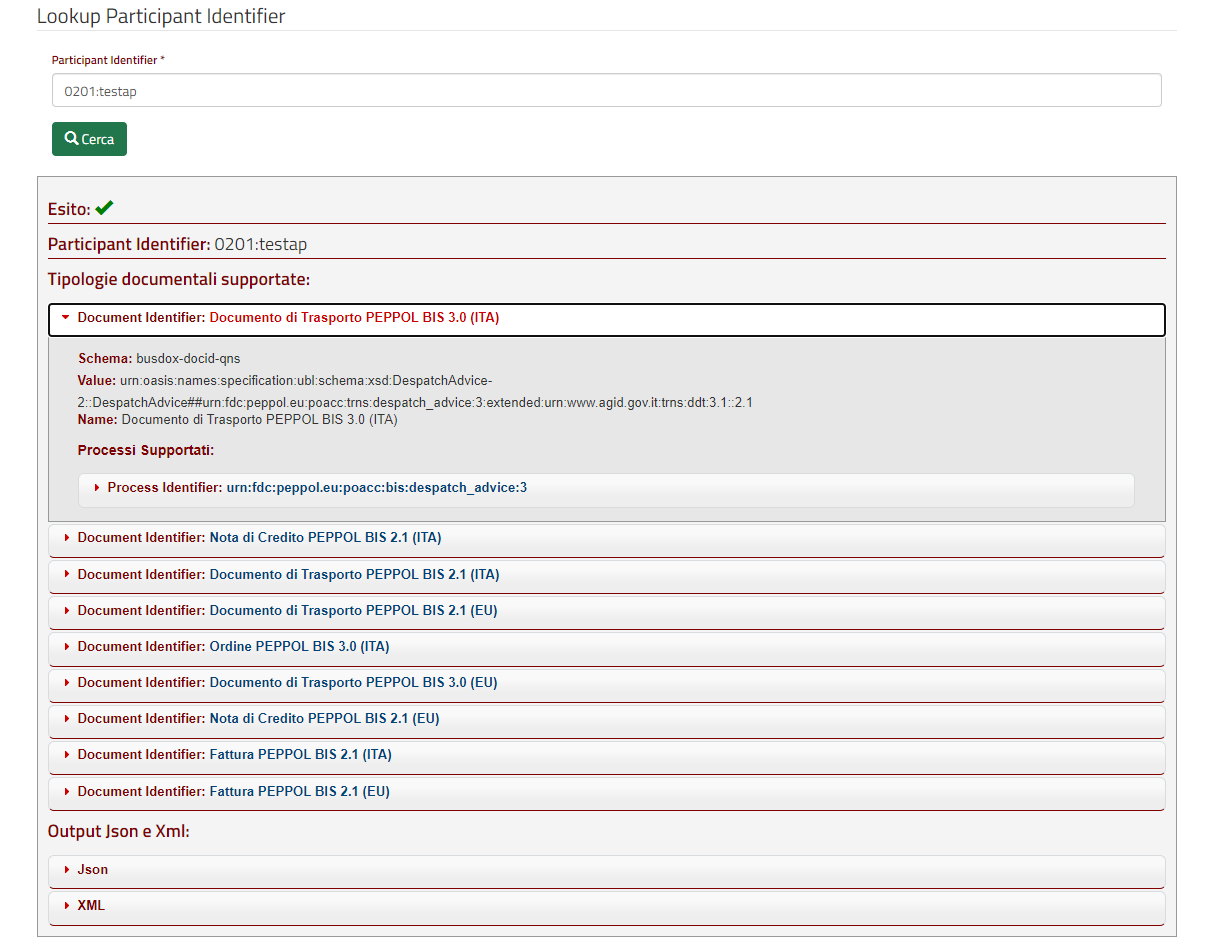 Lookup Participant Identifier
Participant Identifier *
0201:testap
Cerca
Esito:
Participant Identifier: 0201:testap
Tipologie documentali supportate:
Document Identifier: Documento di Trasporto PEPPOL BIS 3.0 (ITA)
Schema: busdox-docid-qns
Value: urn:oasis:names:specification:ubl:schema:xsd:DespatchAdvice-
2::DespatchAdvice##urn:fdc:peppol.eu:poacc:trns:despatch_advice:3:extended:urn:www.agid.gov.it:trns:ddt:3.1::2.1
Name: Documento di Trasporto PEPPOL BIS 3.0 (ITA)
Processi Supportati:
Process Identifier: urn:fdc:peppol.eu:poacc:bis:despatch_advice:3
Document Identifier: Nota di Credito PEPPOL BIS 2.1 (ITA)
Document Identifier: Documento di Trasporto PEPPOL BIS 2.1 (ITA)
Document Identifier: Documento di Trasporto PEPPOL BIS 2.1 (EU)
Document Identifier: Ordine PEPPOL BIS 3.0 (ITA)
Document Identifier: Documento di Trasporto PEPPOL BIS 3.0 (EU)
Document Identifier: Nota di Credito PEPPOL BIS 2.1 (EU)
Document Identifier: Fattura PEPPOL BIS 2.1 (ITA)
Document Identifier: Fattura PEPPOL BIS 2.1 (EU)
Output Json e Xml:
Json
XML